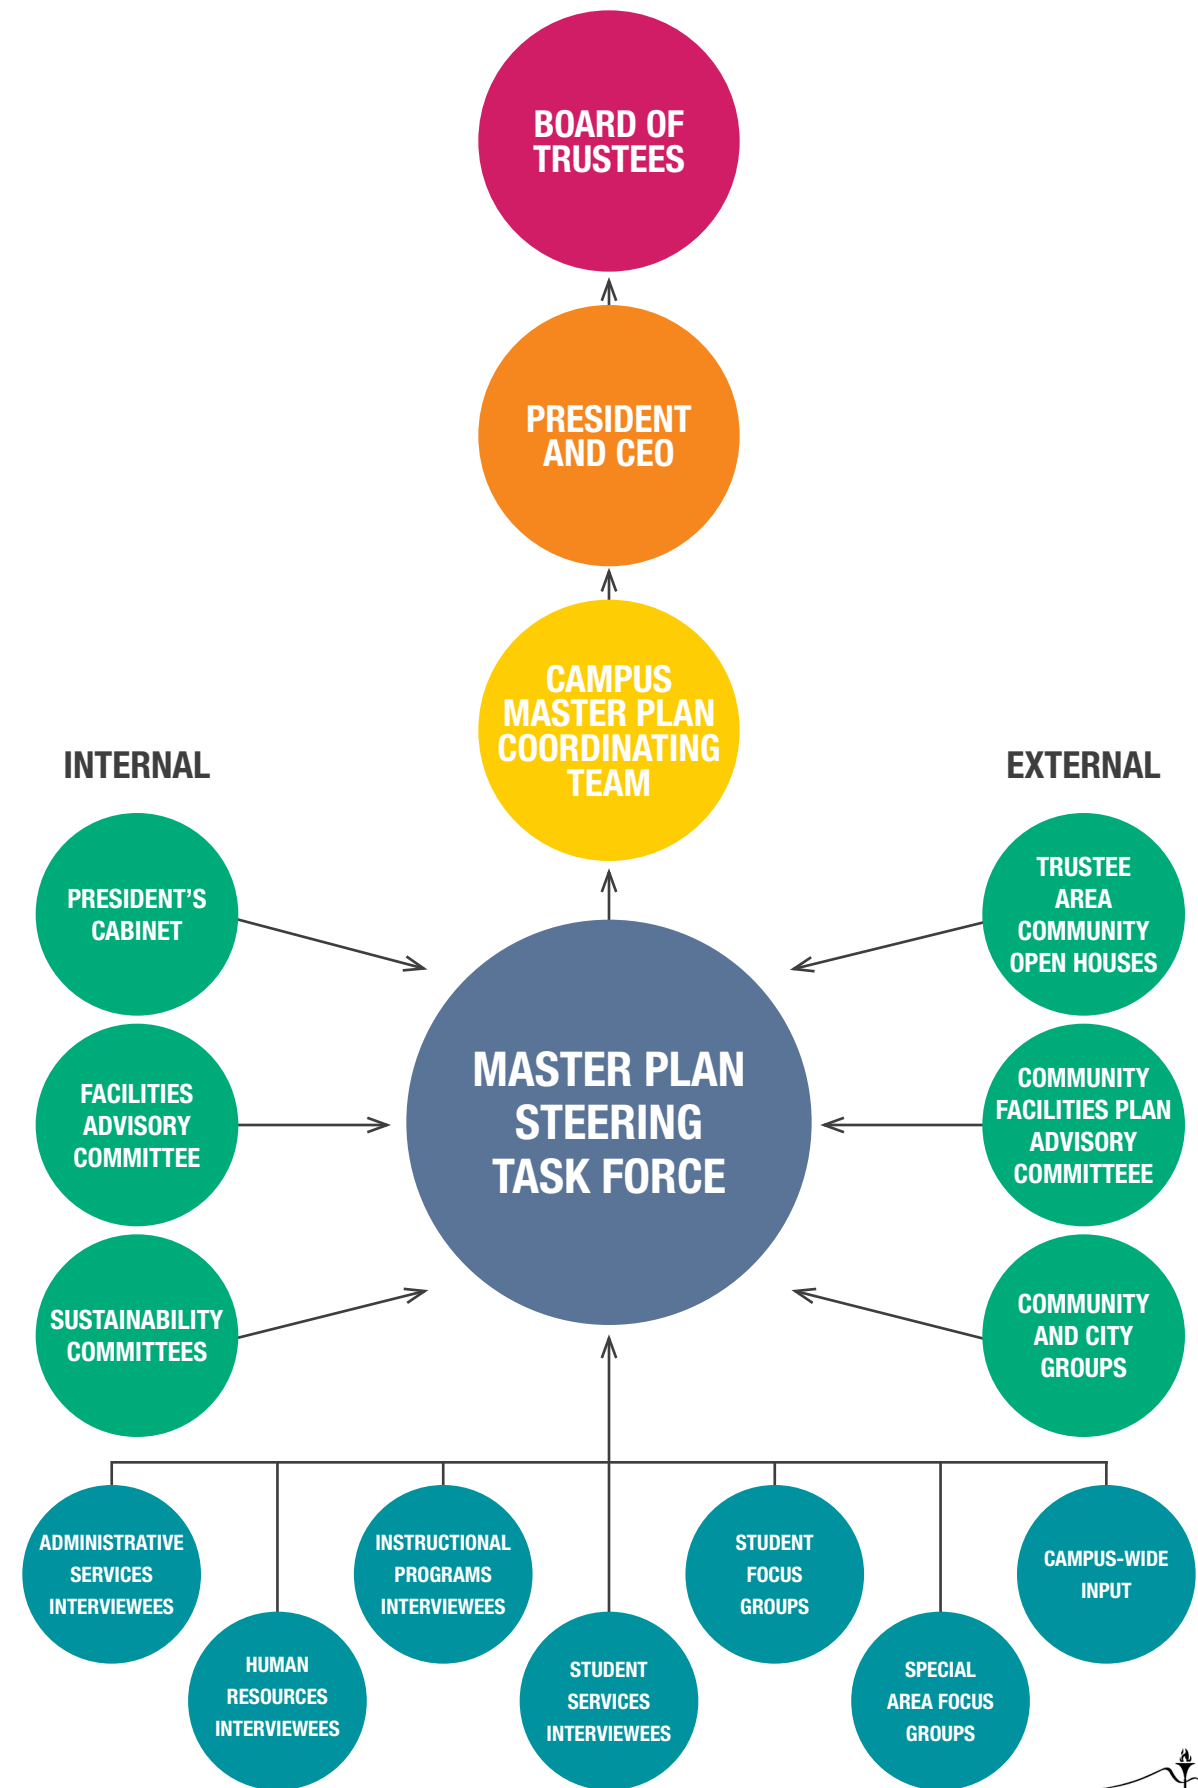 BOARD OF
TRUSTEES
PRESIDENT
AND CEO
CAMPUS
MASTER PLAN
COORDINATING
TEAM
INTERNAL
EXTERNAL
PRESIDENT’S
CABINET
FACILITIES
ADVISORY
COMMITTEE
SUSTAINABILITY
COMMITTEES
MASTER PLAN
STEERING
TASK FORCE
TRUSTEE
AREA
COMMUNITY
OPEN HOUSES
COMMUNITY
FACILITIES PLAN
ADVISORY
COMMITTEEE
COMMUNITY
AND CITY
GROUPS
ADMINISTRATIVE
SERVICES
INTERVIEWEES
HUMAN
RESOURCES
INTERVIEWEES
INSTRUCTIONAL
PROGRAMS
INTERVIEWEES
STUDENT
SERVICES
INTERVIEWEES
STUDENT
FOCUS
GROUPS
SPECIAL
AREA FOCUS
GROUPS
CAMPUS-WIDE
INPUT